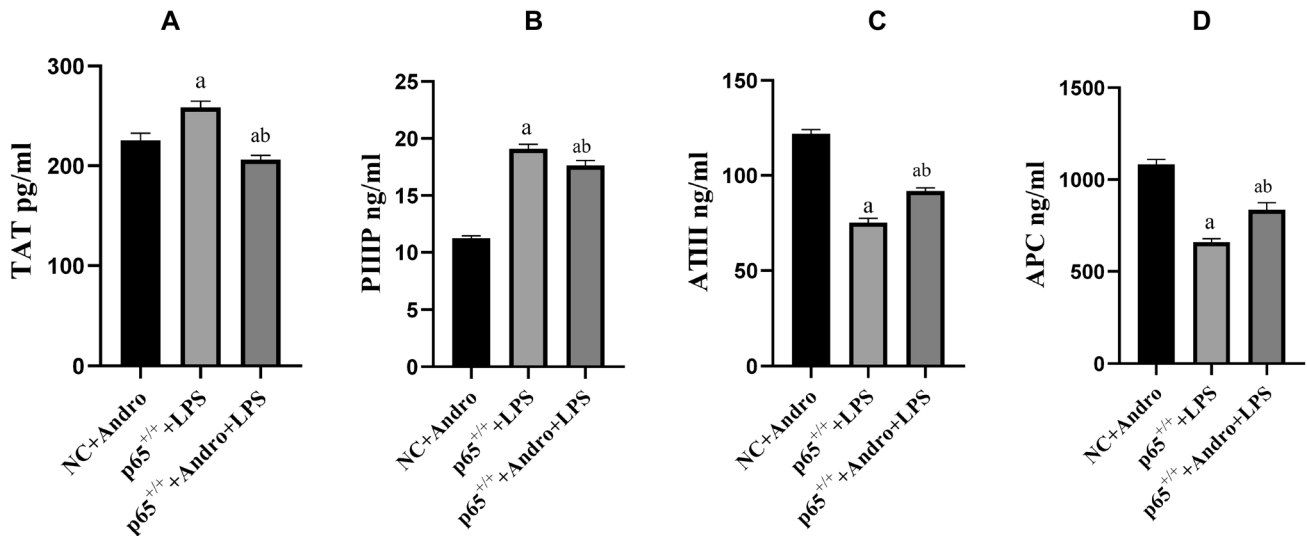 A
TAT pg/ml
300
200
100
0
a
ab
NC+Andro
p65+/+ +LPS
p65+/+ +Andro+LPS
B
PIIIP ng/ml
25
20
15
10
5
0
a
ab
NC+Andro
p65+/+ +LPS
p65+/+ +Andro+LPS
C
ATIII ng/ml
150
100
50
0
a
ab
NC+Andro
p65+/+ +LPS
p65+/+ +Andro+LPS
D
APC ng/ml
1500
1000
500
0
a
ab
NC+Andro
p65+/+ +LPS
p65+/+ +Andro+LPS